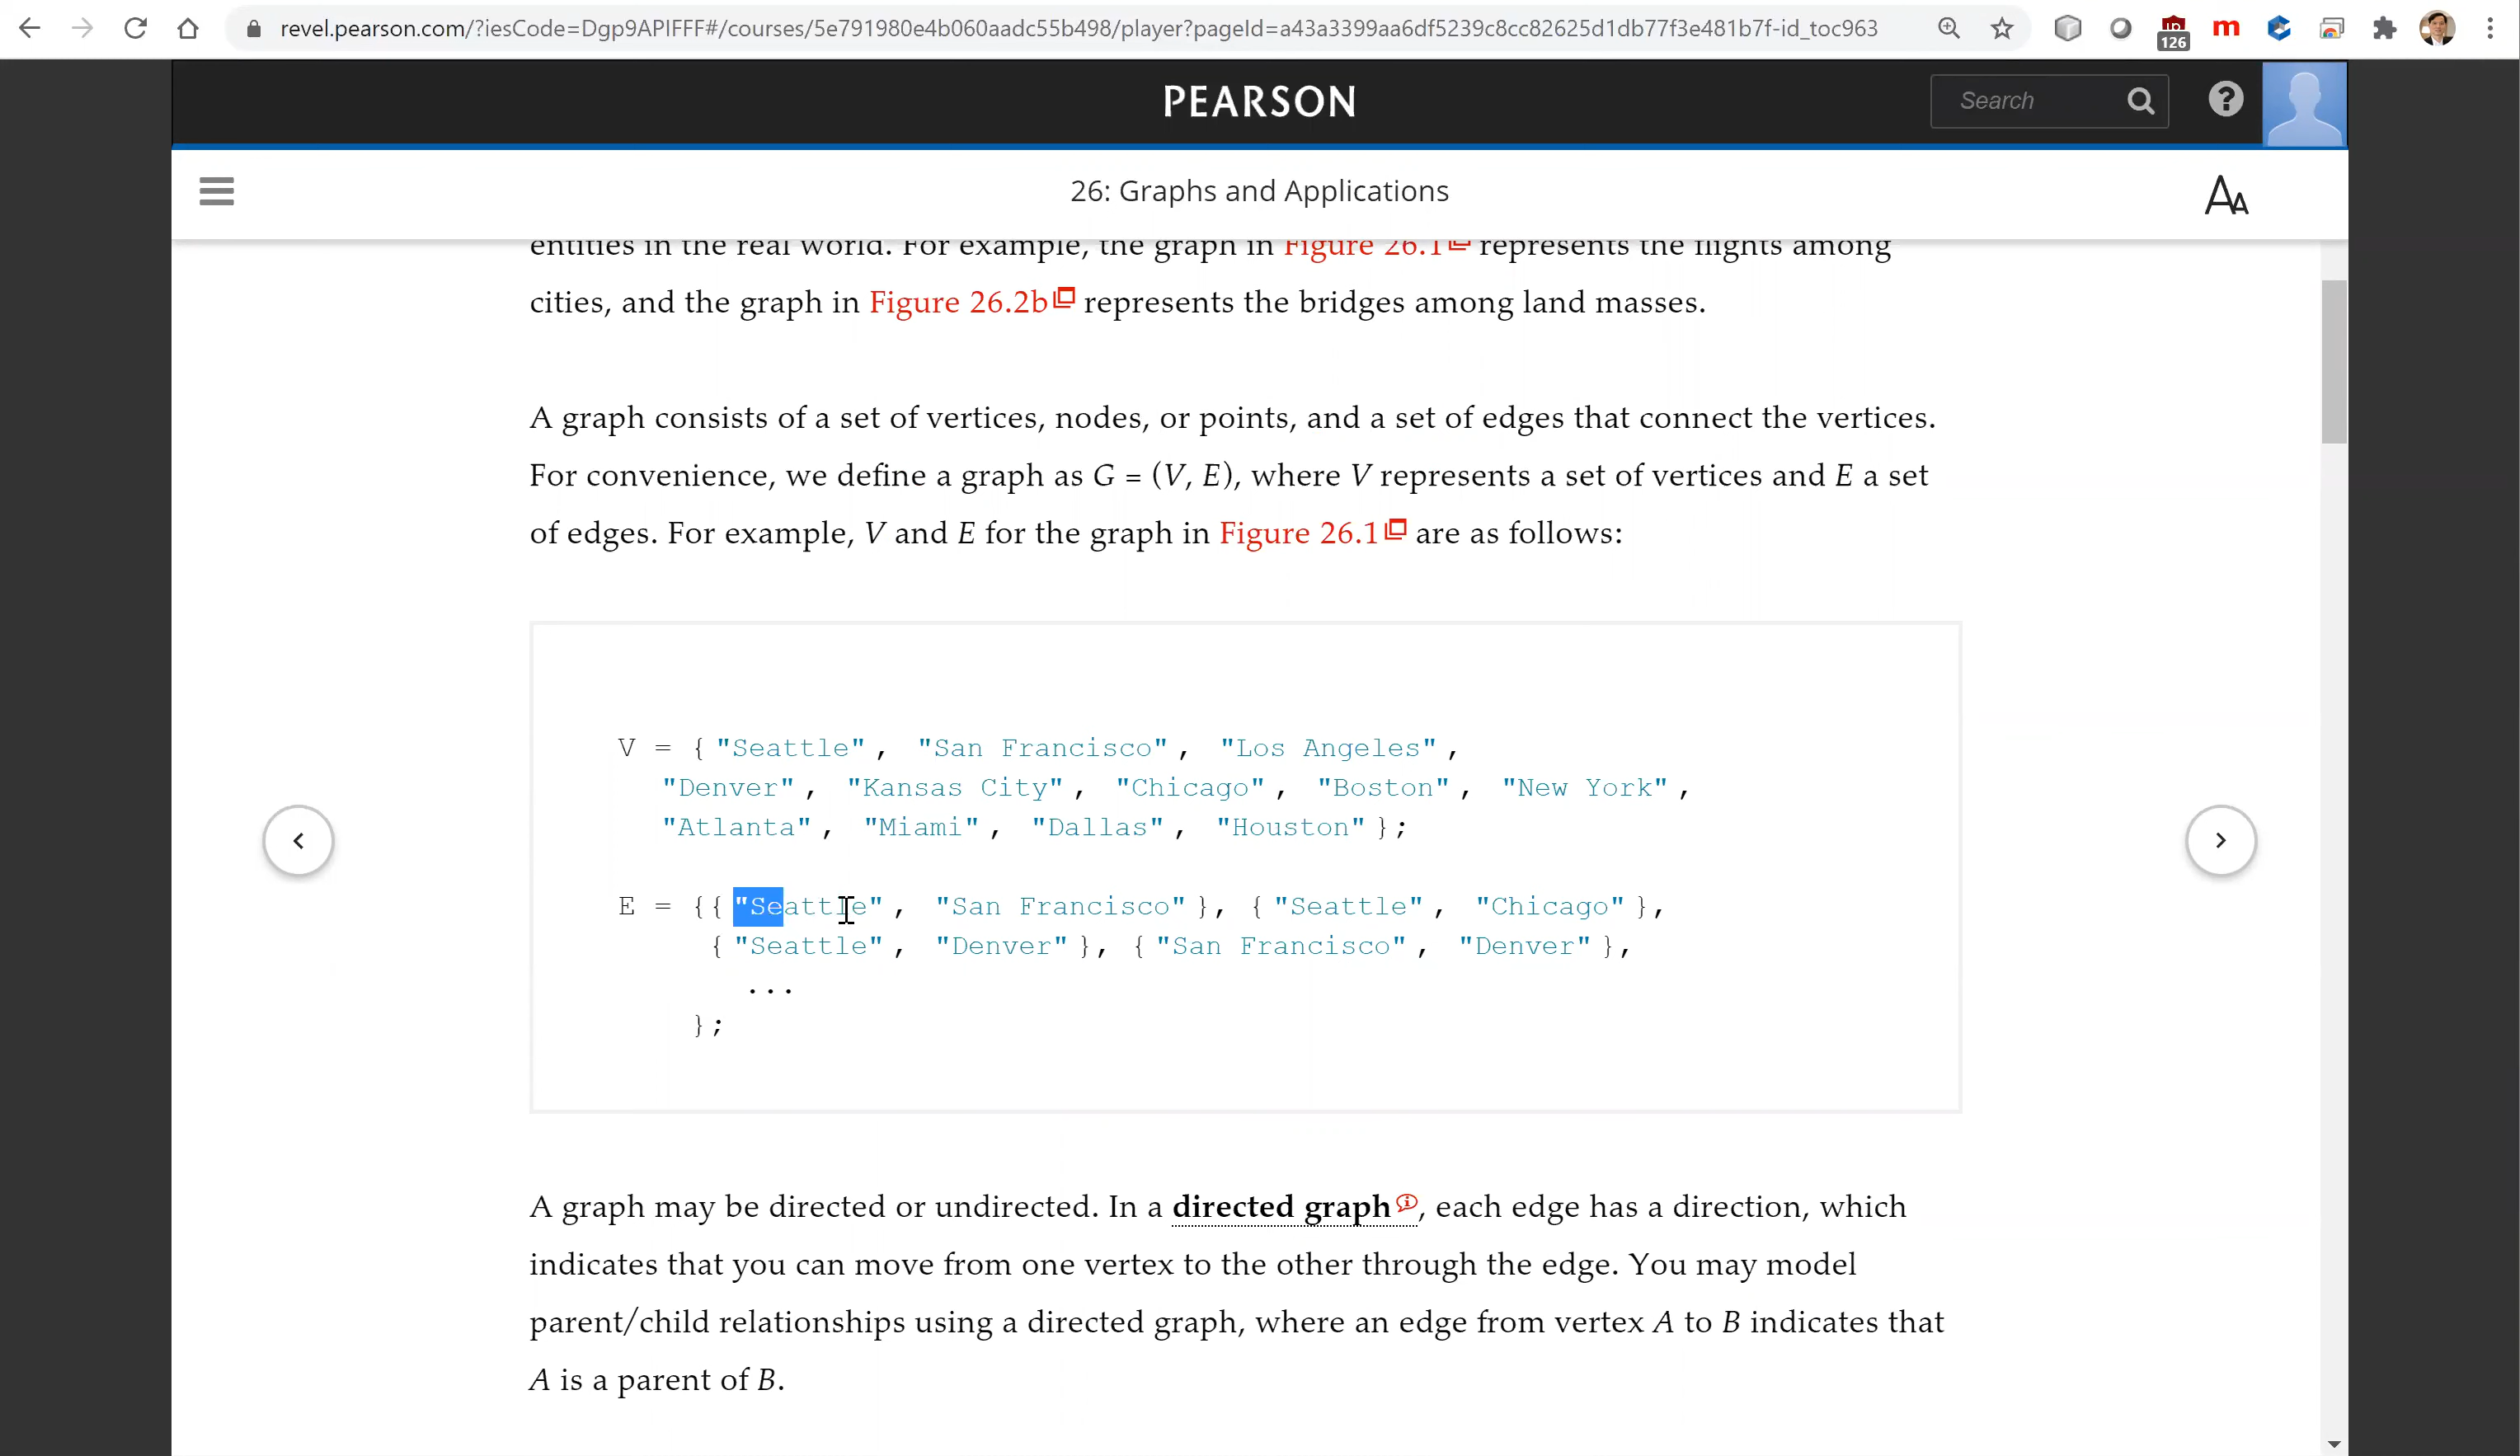 revel.pearson.com/?iesCode=Dgp9APIFFF#/courses/5e791980e4b060aadc55b498/player?pageId=a43a3399aa6df5239c8cc82625d1db77f3e481b7f-id_toc963
126
m
PEARSON
Search
?
26: Graphs and Applications
AA
entities in the real world. For example, the graph in Figure 26.1 represents the flights among
cities, and the graph in Figure 26.2b represents the bridges among land masses.
A graph consists of a set of vertices, nodes, or points, and a set of edges that connect the vertices.
For convenience, we define a graph as G = (V, E), where V represents a set of vertices and E a set
of edges. For example, V and E for the graph in Figure 26.1 are as follows:
V = {"Seattle", "San Francisco", "Los Angeles",
"Denver", "Kansas City", "Chicago", "Boston", "New York",
"Atlanta", "Miami", "Dallas", "Houston"};
E = {{"Seattle", "San Francisco"}, {"Seattle", "Chicago"},
{"Seattle", "Denver"}, {"San Francisco", "Denver"},
...
};
A graph may be directed or undirected. In a directed graph, each edge has a direction, which
indicates that you can move from one vertex to the other through the edge. You may model
parent/child relationships using a directed graph, where an edge from vertex A to B indicates that
A is a parent of B.